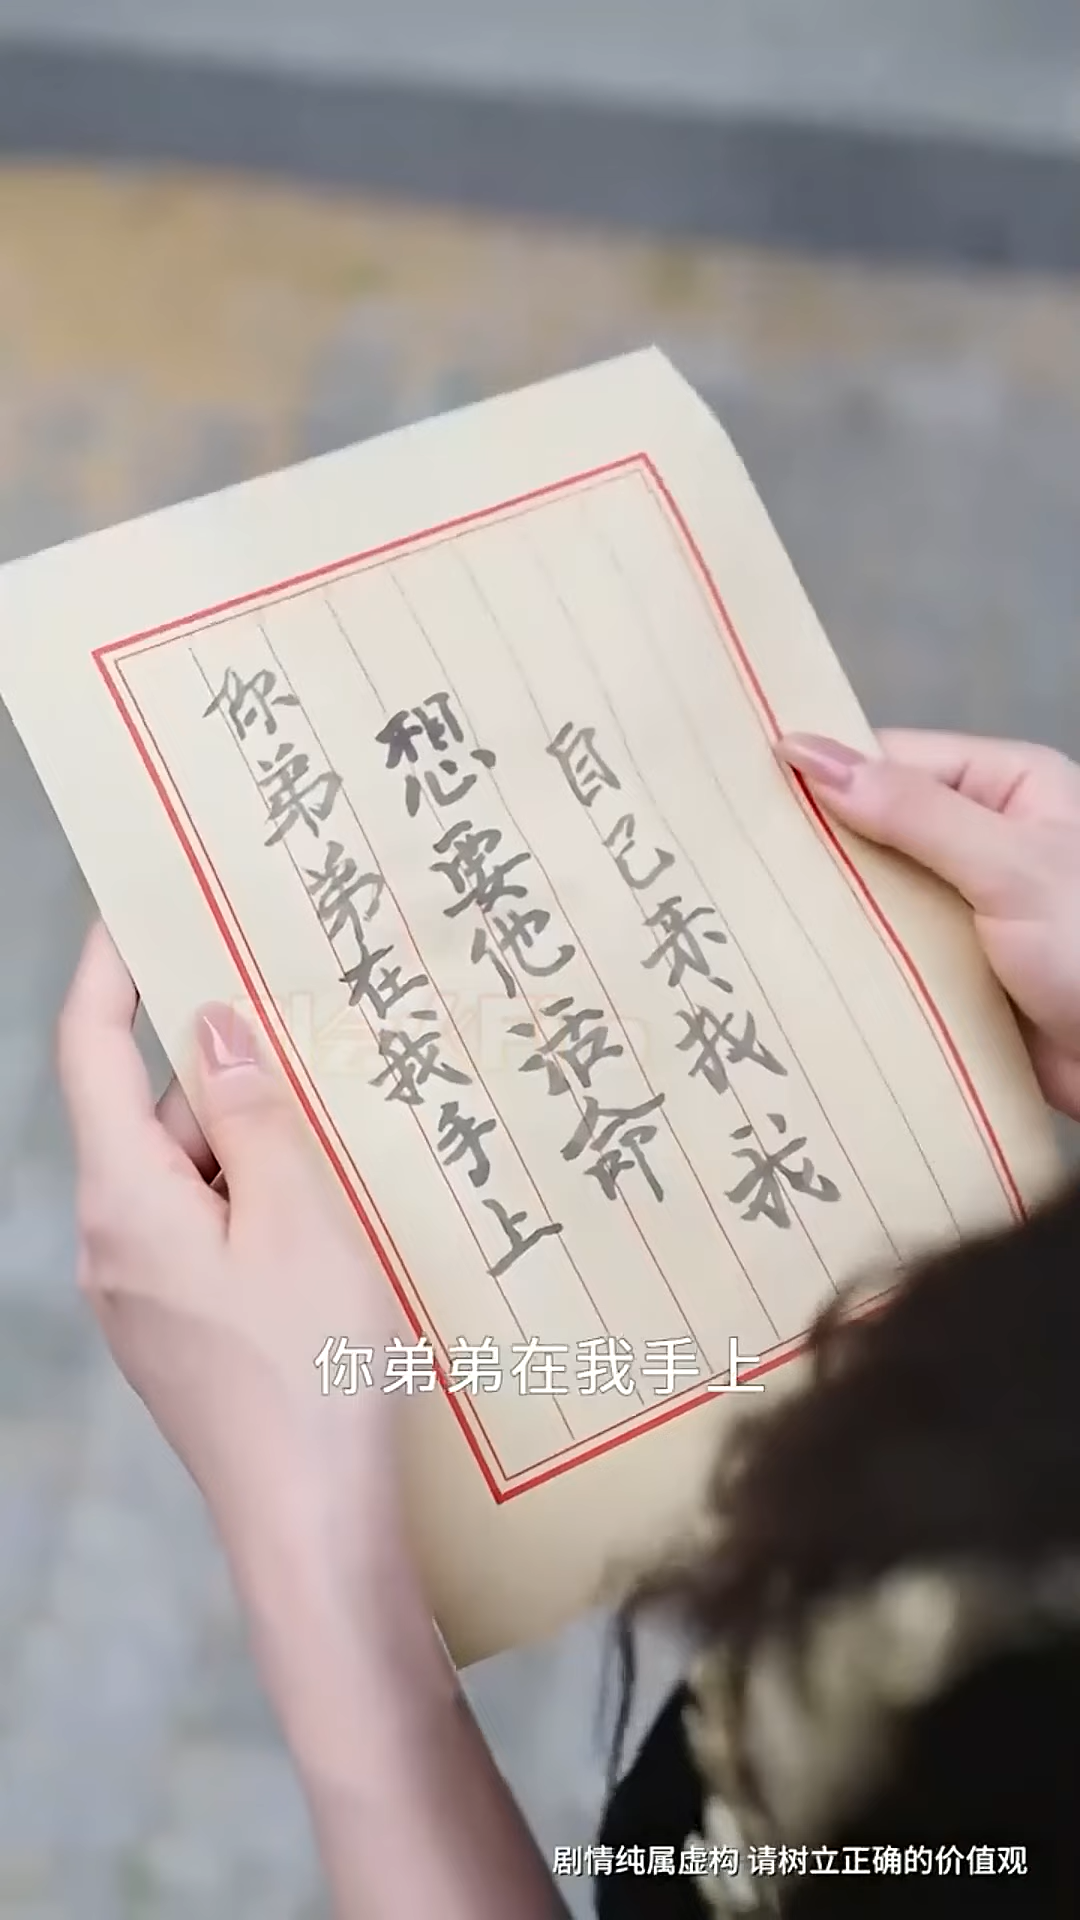 你弟弟在我手上
想要他活命
自己来找我
你弟弟在我手上
剧情纯属虚构 请树立正确的价值观